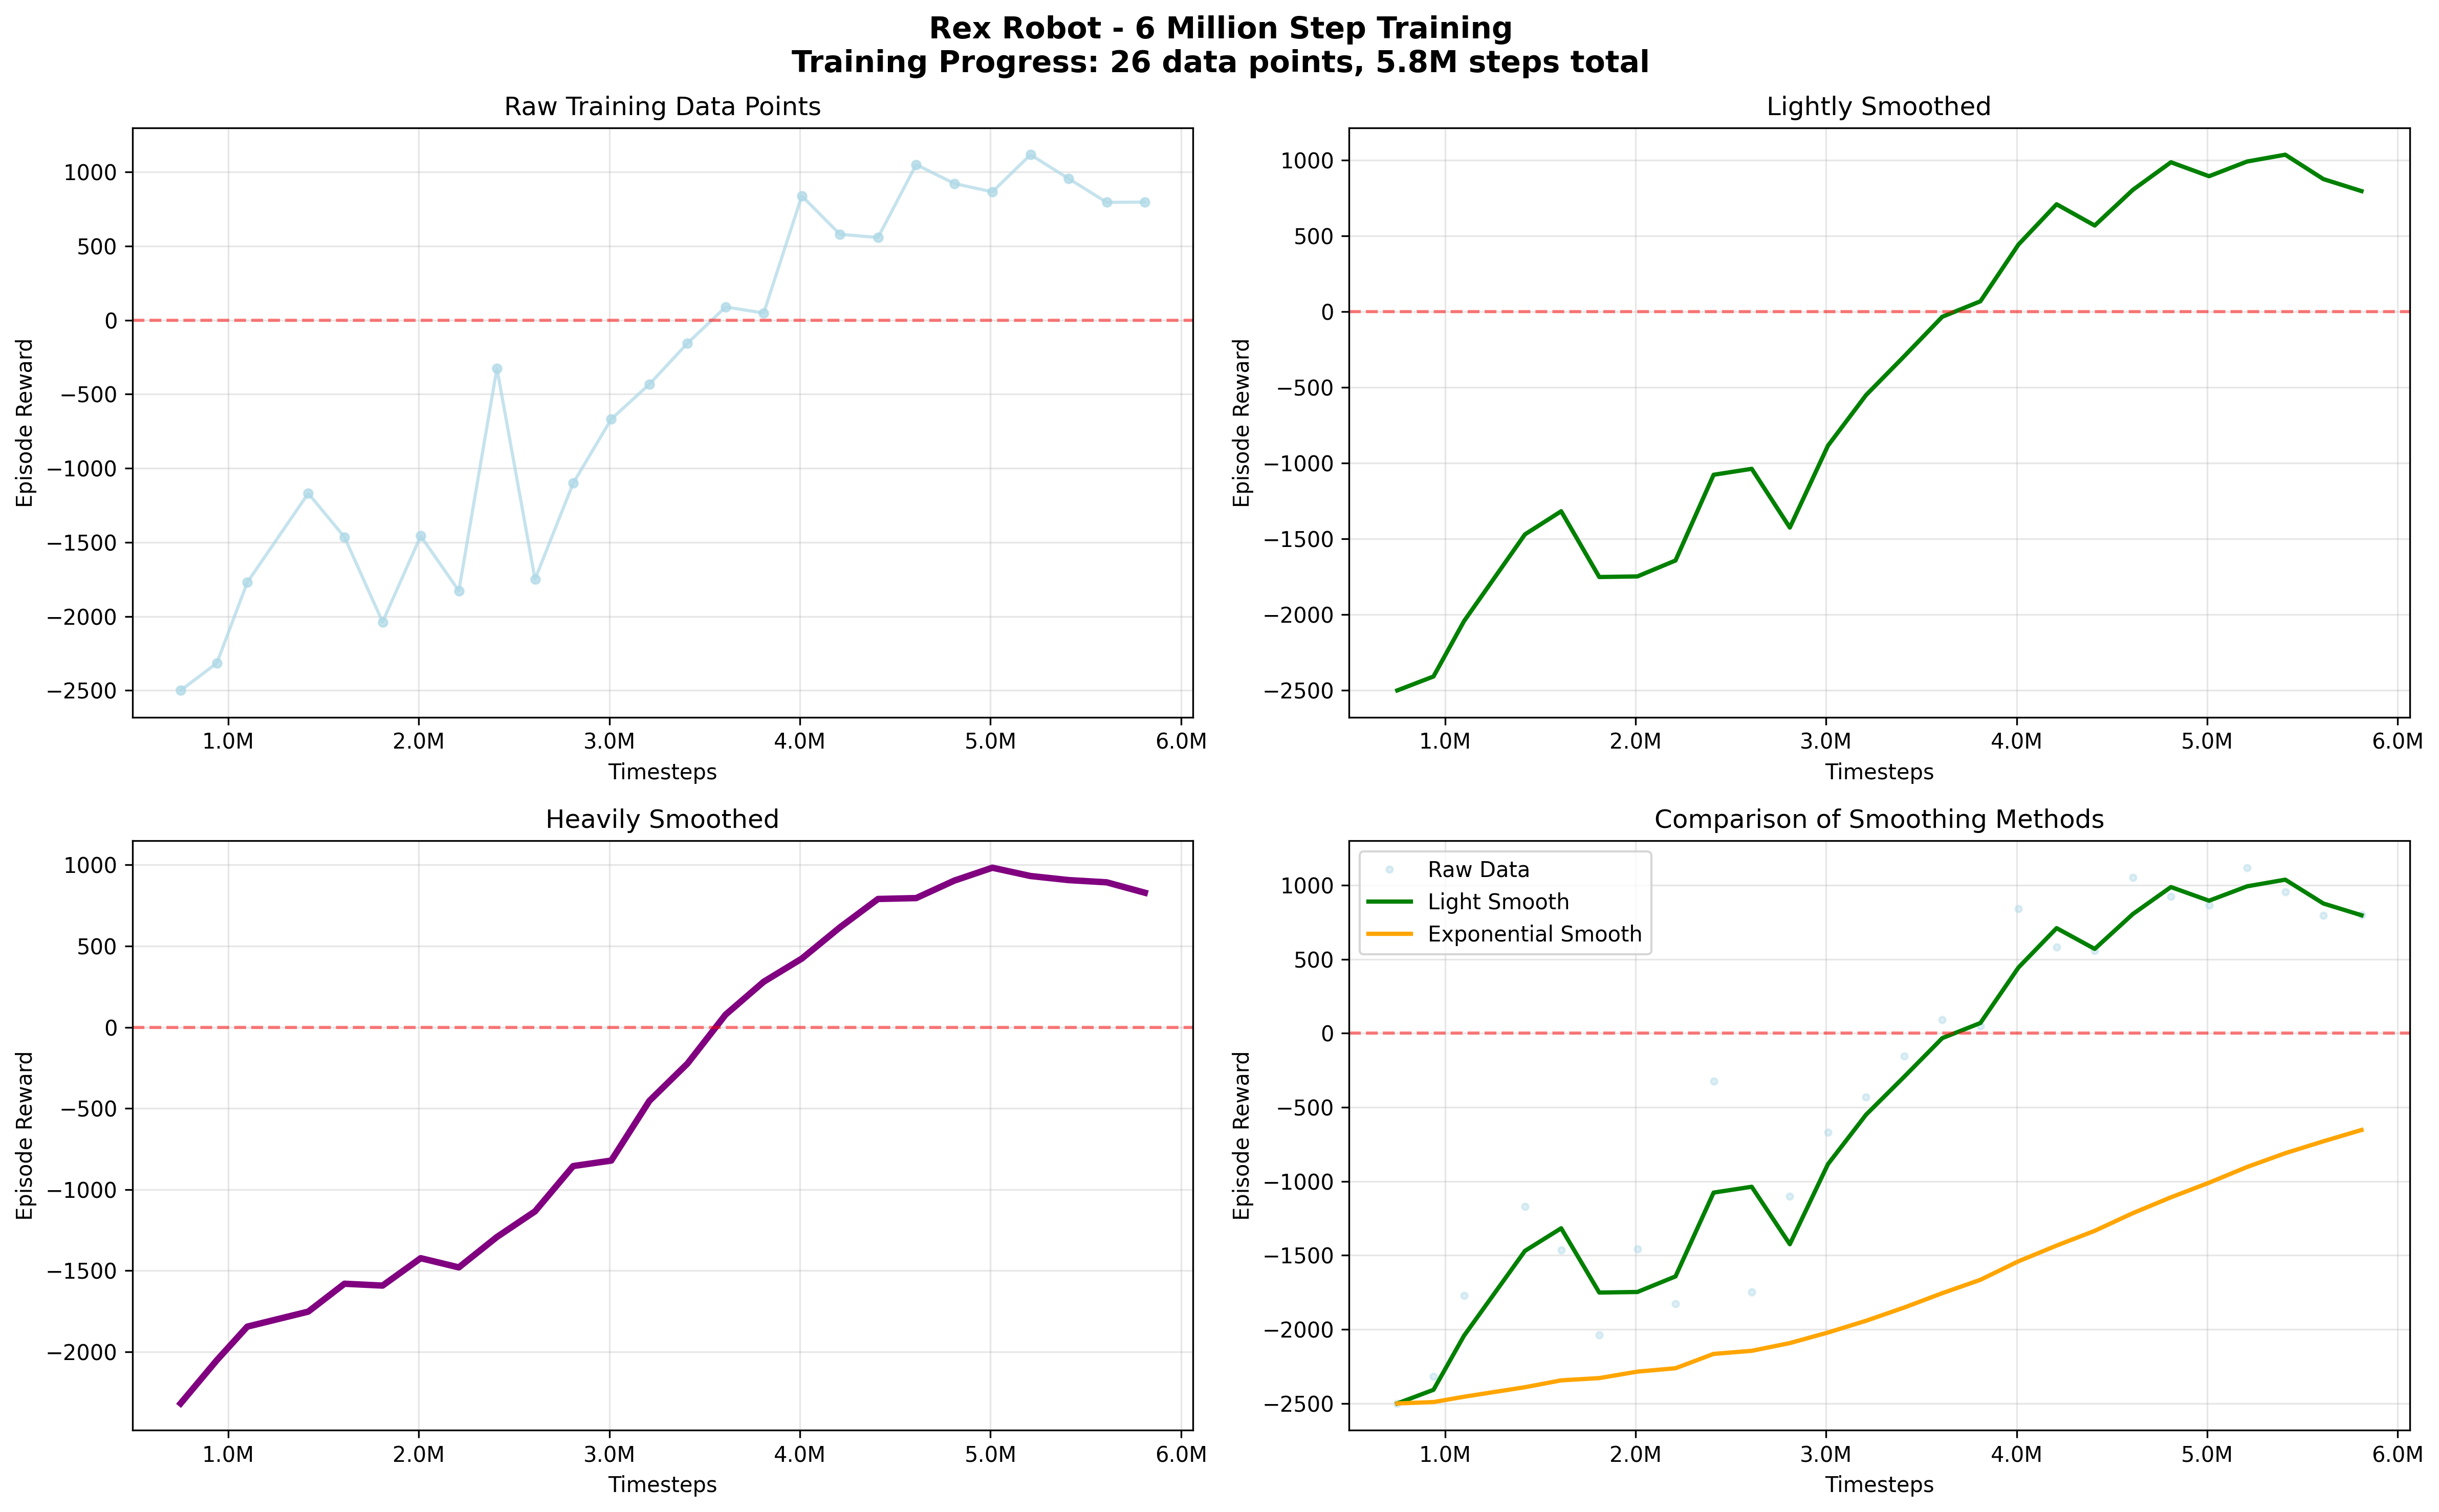 Rex Robot - 6 Million Step Training
Training Progress: 26 data points, 5.8M steps total
Raw Training Data Points
1000
500
0
−500
−1000
−1500
−2000
−2500
Episode Reward
1.0M 2.0M 3.0M 4.0M 5.0M 6.0M
Timesteps
Lightly Smoothed
1000
500
0
−500
−1000
−1500
−2000
−2500
Episode Reward
1.0M 2.0M 3.0M 4.0M 5.0M 6.0M
Timesteps
Heavily Smoothed
1000
500
0
−500
−1000
−1500
−2000
Episode Reward
1.0M 2.0M 3.0M 4.0M 5.0M 6.0M
Timesteps
Comparison of Smoothing Methods
Raw Data
Light Smooth
Exponential Smooth
1000
500
0
−500
−1000
−1500
−2000
−2500
Episode Reward
1.0M 2.0M 3.0M 4.0M 5.0M 6.0M
Timesteps